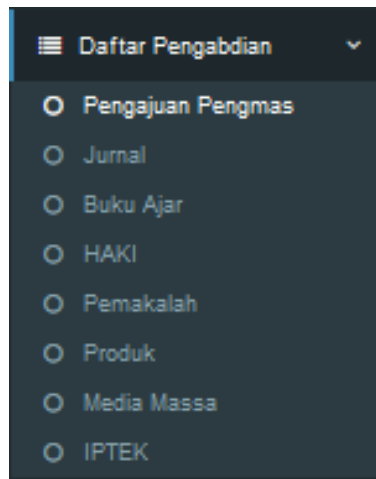 Daftar Pengabdian
Pengajuan Pengmas
Jurnal
Buku Ajar
HAKI
Pemakalah
Produk
Media Massa
IPTEK